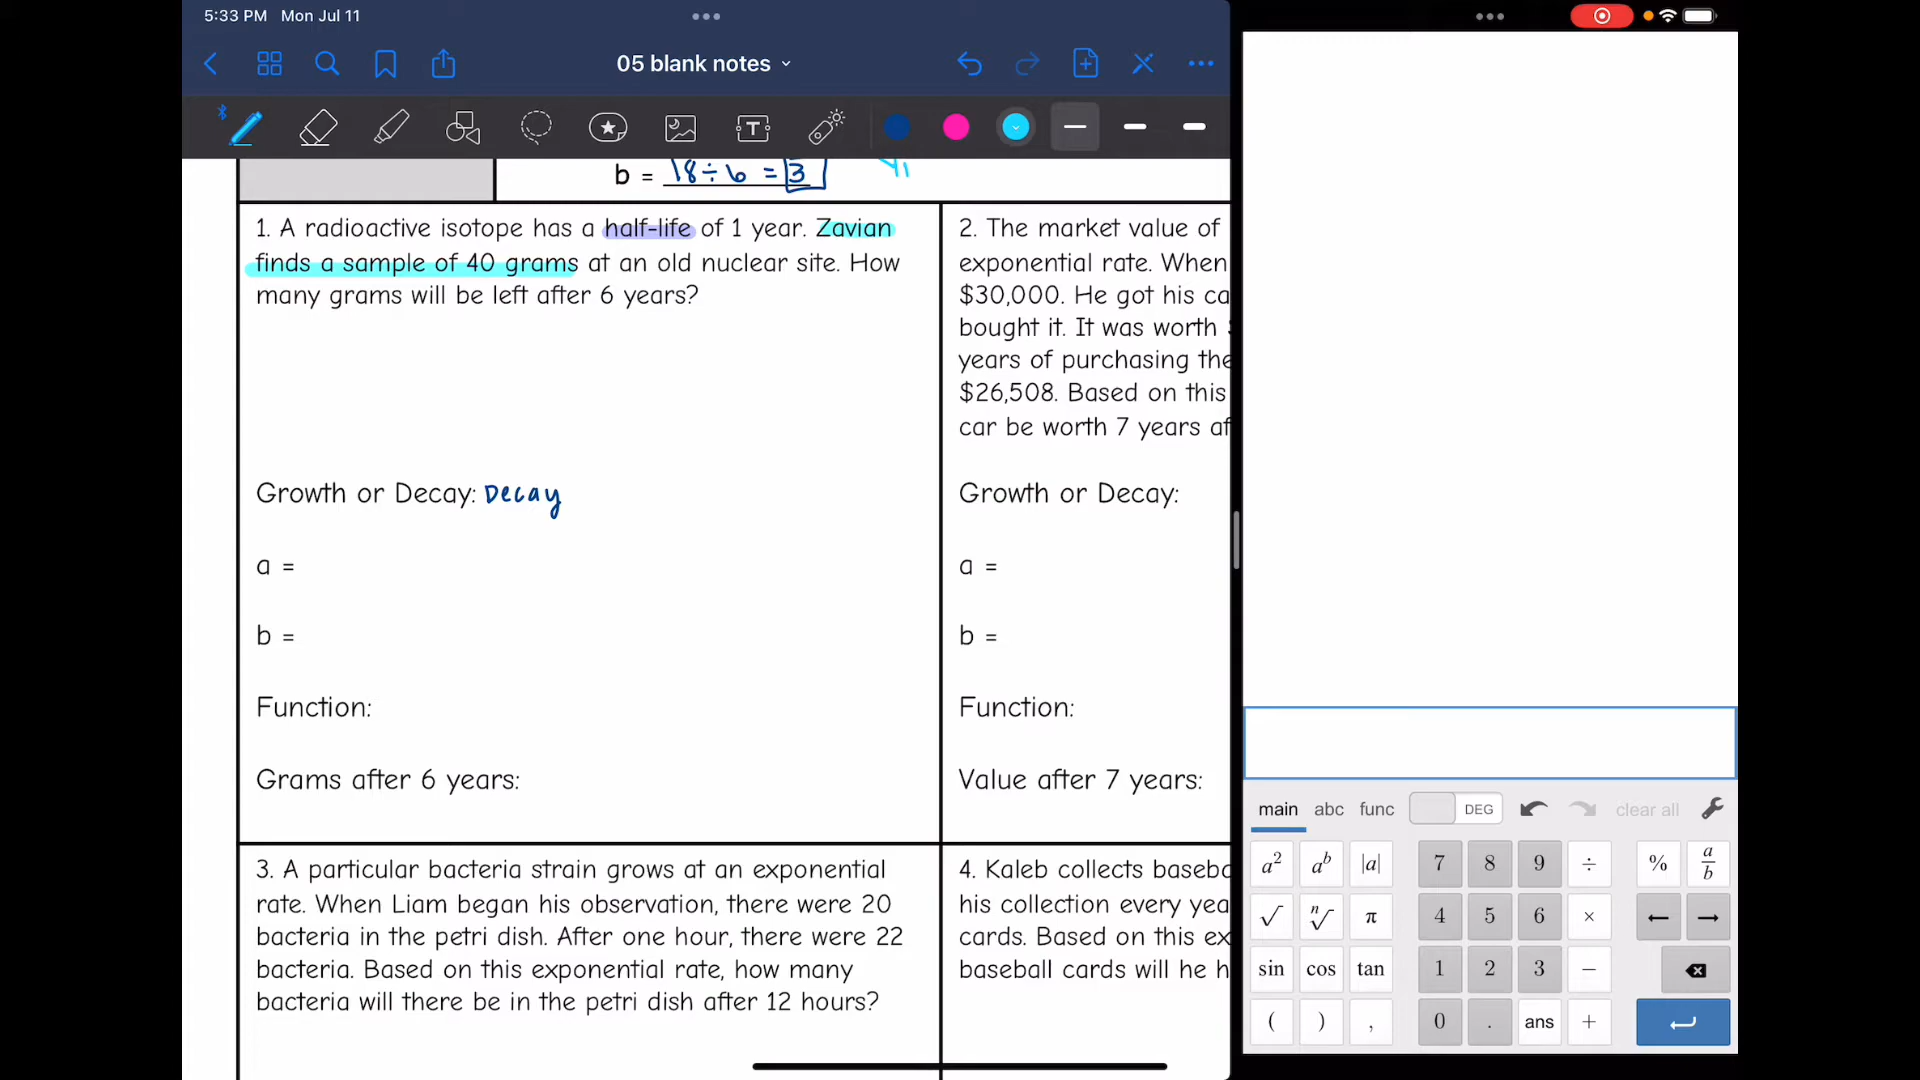 5:33 PM Mon Jul 11
05 blank notes
b = 18÷6 = 3
1. A radioactive isotope has a half-life of 1 year. Zavian
finds a sample of 40 grams at an old nuclear site. How
many grams will be left after 6 years?
Growth or Decay: Decay
a =
b =
Function:
Grams after 6 years:
2. The market value of
exponential rate. When
$30,000. He got his ca
bought it. It was worth
years of purchasing the
$26,508. Based on this
car be worth 7 years af
Growth or Decay:
a =
b =
Function:
Value after 7 years:
3. A particular bacteria strain grows at an exponential
rate. When Liam began his observation, there were 20
bacteria in the petri dish. After one hour, there were 22
bacteria. Based on this exponential rate, how many
bacteria will there be in the petri dish after 12 hours?
4. Kaleb collects baseba
his collection every yea
cards. Based on this ex
baseball cards will he h
main abc func DEG clear all
a² aᵇ |a| 7 8 9 ÷ % a/b
√ ⁿ√ π 4 5 6 × ← →
sin cos tan 1 2 3 −
( ) , 0 . ans +